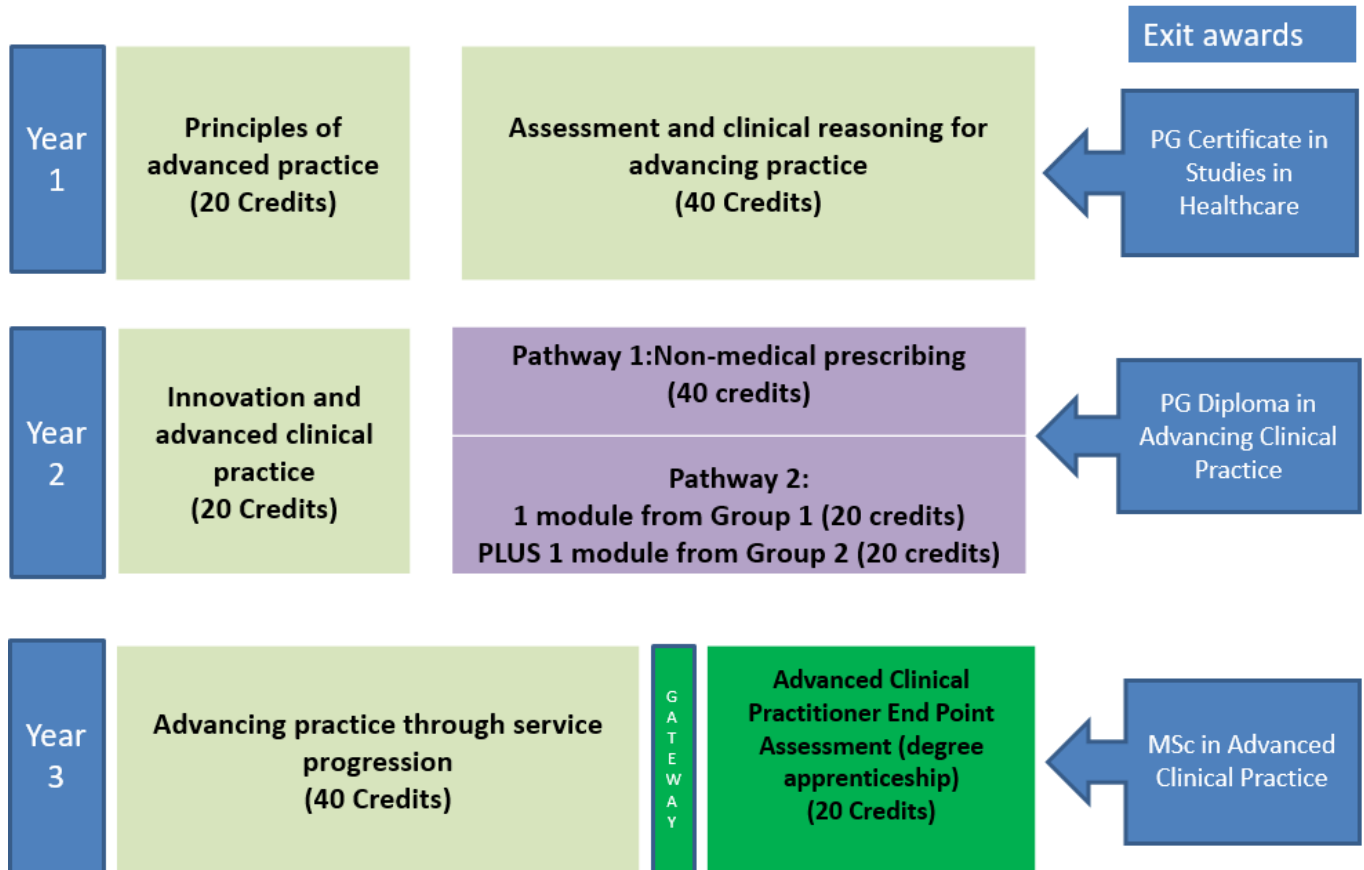 Exit awards
Year
1
Principles of
advanced practice
(20 Credits)
Assessment and clinical reasoning for
advancing practice
(40 Credits)
PG Certificate in
Studies in
Healthcare
Year
2
Innovation and
advanced clinical
practice
(20 Credits)
Pathway 1:Non-medical prescribing
(40 credits)
Pathway 2:
1 module from Group 1 (20 credits)
PLUS 1 module from Group 2 (20 credits)
PG Diploma in
Advancing Clinical
Practice
Year
3
Advancing practice through service
progression
(40 Credits)
G
A
T
E
W
A
Y
Advanced Clinical
Practitioner End Point
Assessment (degree
apprenticeship)
(20 Credits)
MSc in Advanced
Clinical Practice